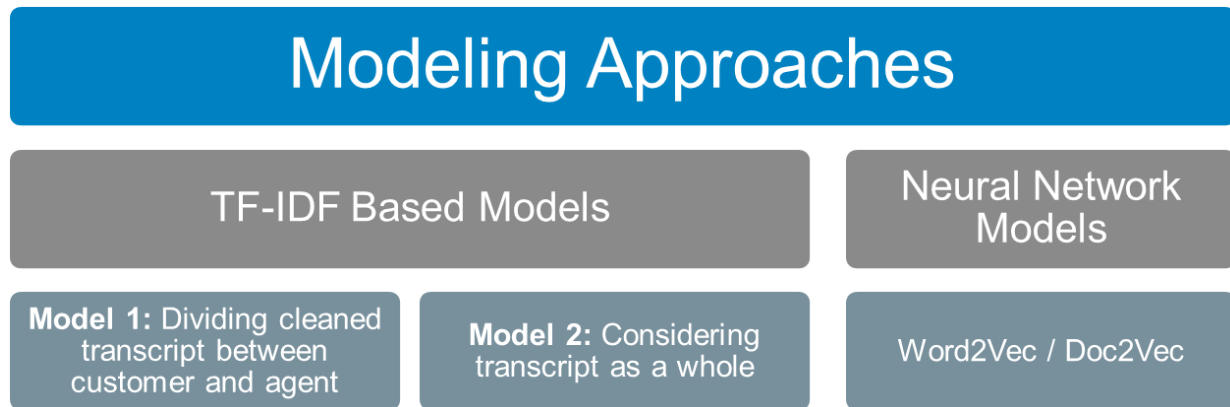 Modeling Approaches
TF-IDF Based Models
Neural Network
Models
Model 1: Dividing cleaned
transcript between
customer and agent
Model 2: Considering
transcript as a whole
Word2Vec / Doc2Vec